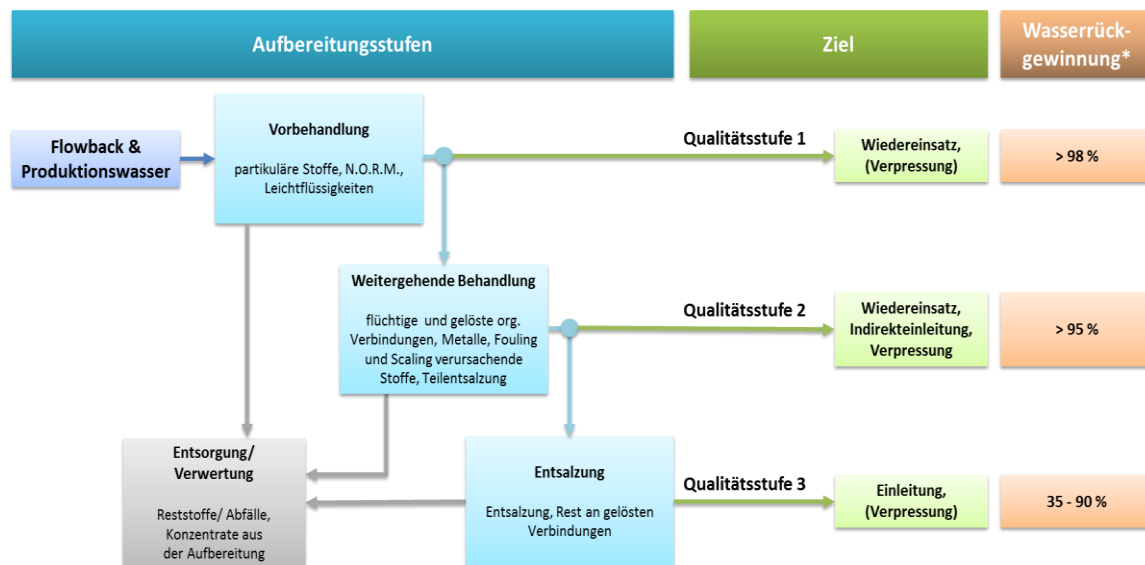 Aufbereitungsstufen
Ziel
Wasserrück-
gewinnung*
Flowback &
Produktionswasser
Vorbehandlung
partikuläre Stoffe, N.O.R.M.,
Leichtflüssigkeiten
Qualitätsstufe 1
Wiedereinsatz,
(Verpressung)
> 98 %
Weitergehende Behandlung
flüchtige und gelöste org.
Verbindungen, Metalle, Fouling
und Scaling verursachende
Stoffe, Teilentsalzung
Qualitätsstufe 2
Wiedereinsatz,
Indirekteinleitung,
Verpressung
> 95 %
Entsorgung/
Verwertung
Reststoffe/ Abfälle,
Konzentrate aus
der Aufbereitung
Entsalzung
Entsalzung, Rest an gelösten
Verbindungen
Qualitätsstufe 3
Einleitung,
(Verpressung)
35 - 90 %